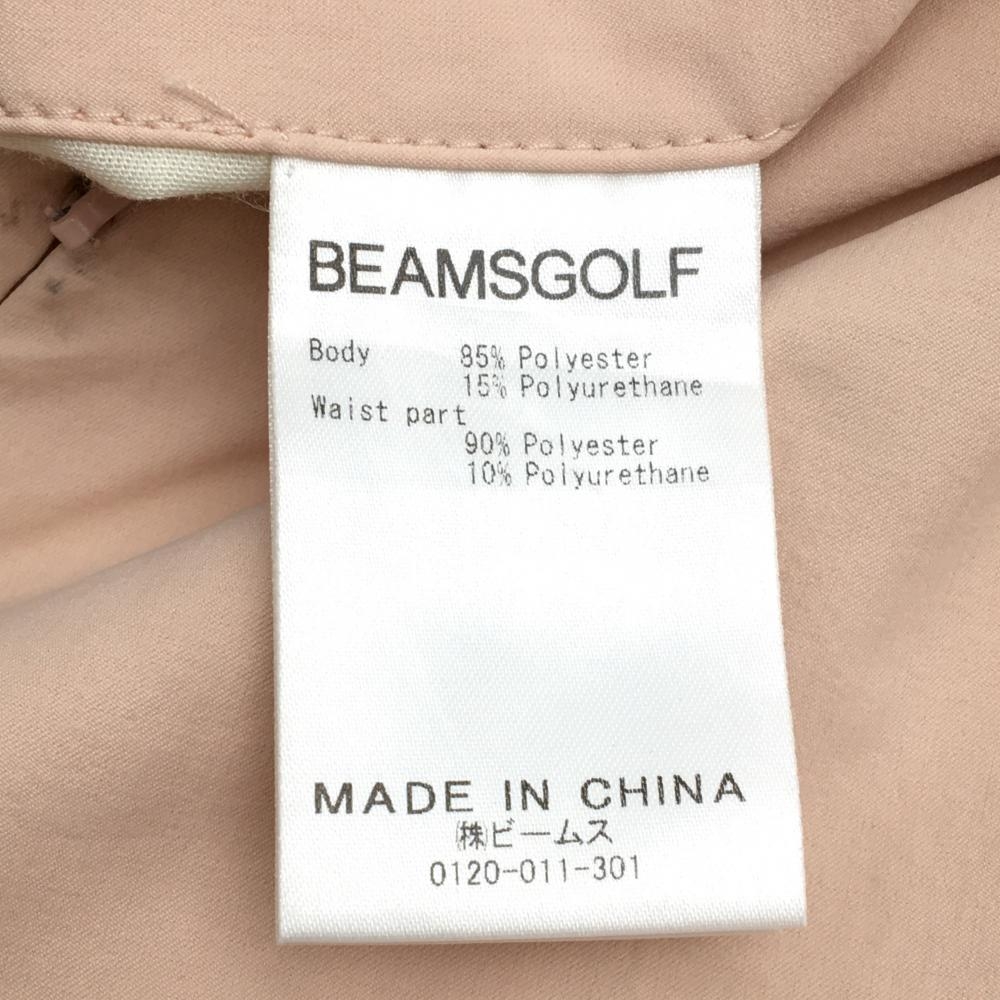 BEAMSGOLF
Body 85% Polyester
15% Polyurethane
Waist part
90% Polyester
10% Polyurethane
MADE IN CHINA
㈱ビームス
0120-011-301